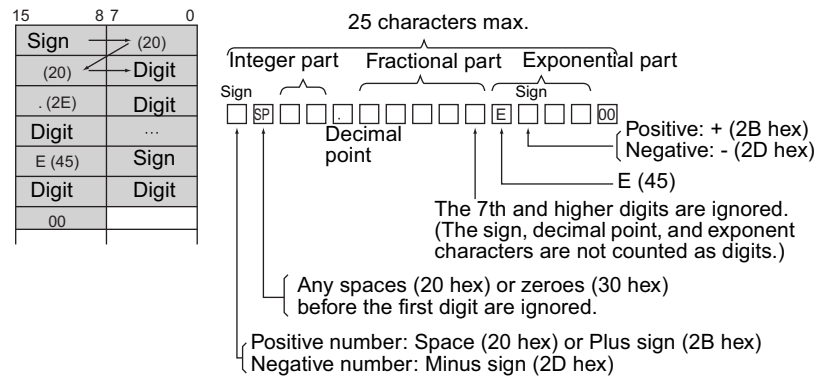 15 8 7 0
Sign (20)
(20) Digit
. (2E) Digit
Digit ...
E (45) Sign
Digit Digit
00
25 characters max.
Integer part Fractional part Exponential part
Sign Sign
SP . E 00
Decimal
point
Positive: + (2B hex)
Negative: - (2D hex)
E (45)
The 7th and higher digits are ignored.
(The sign, decimal point, and exponent
characters are not counted as digits.)
Any spaces (20 hex) or zeroes (30 hex)
before the first digit are ignored.
Positive number: Space (20 hex) or Plus sign (2B hex)
Negative number: Minus sign (2D hex)